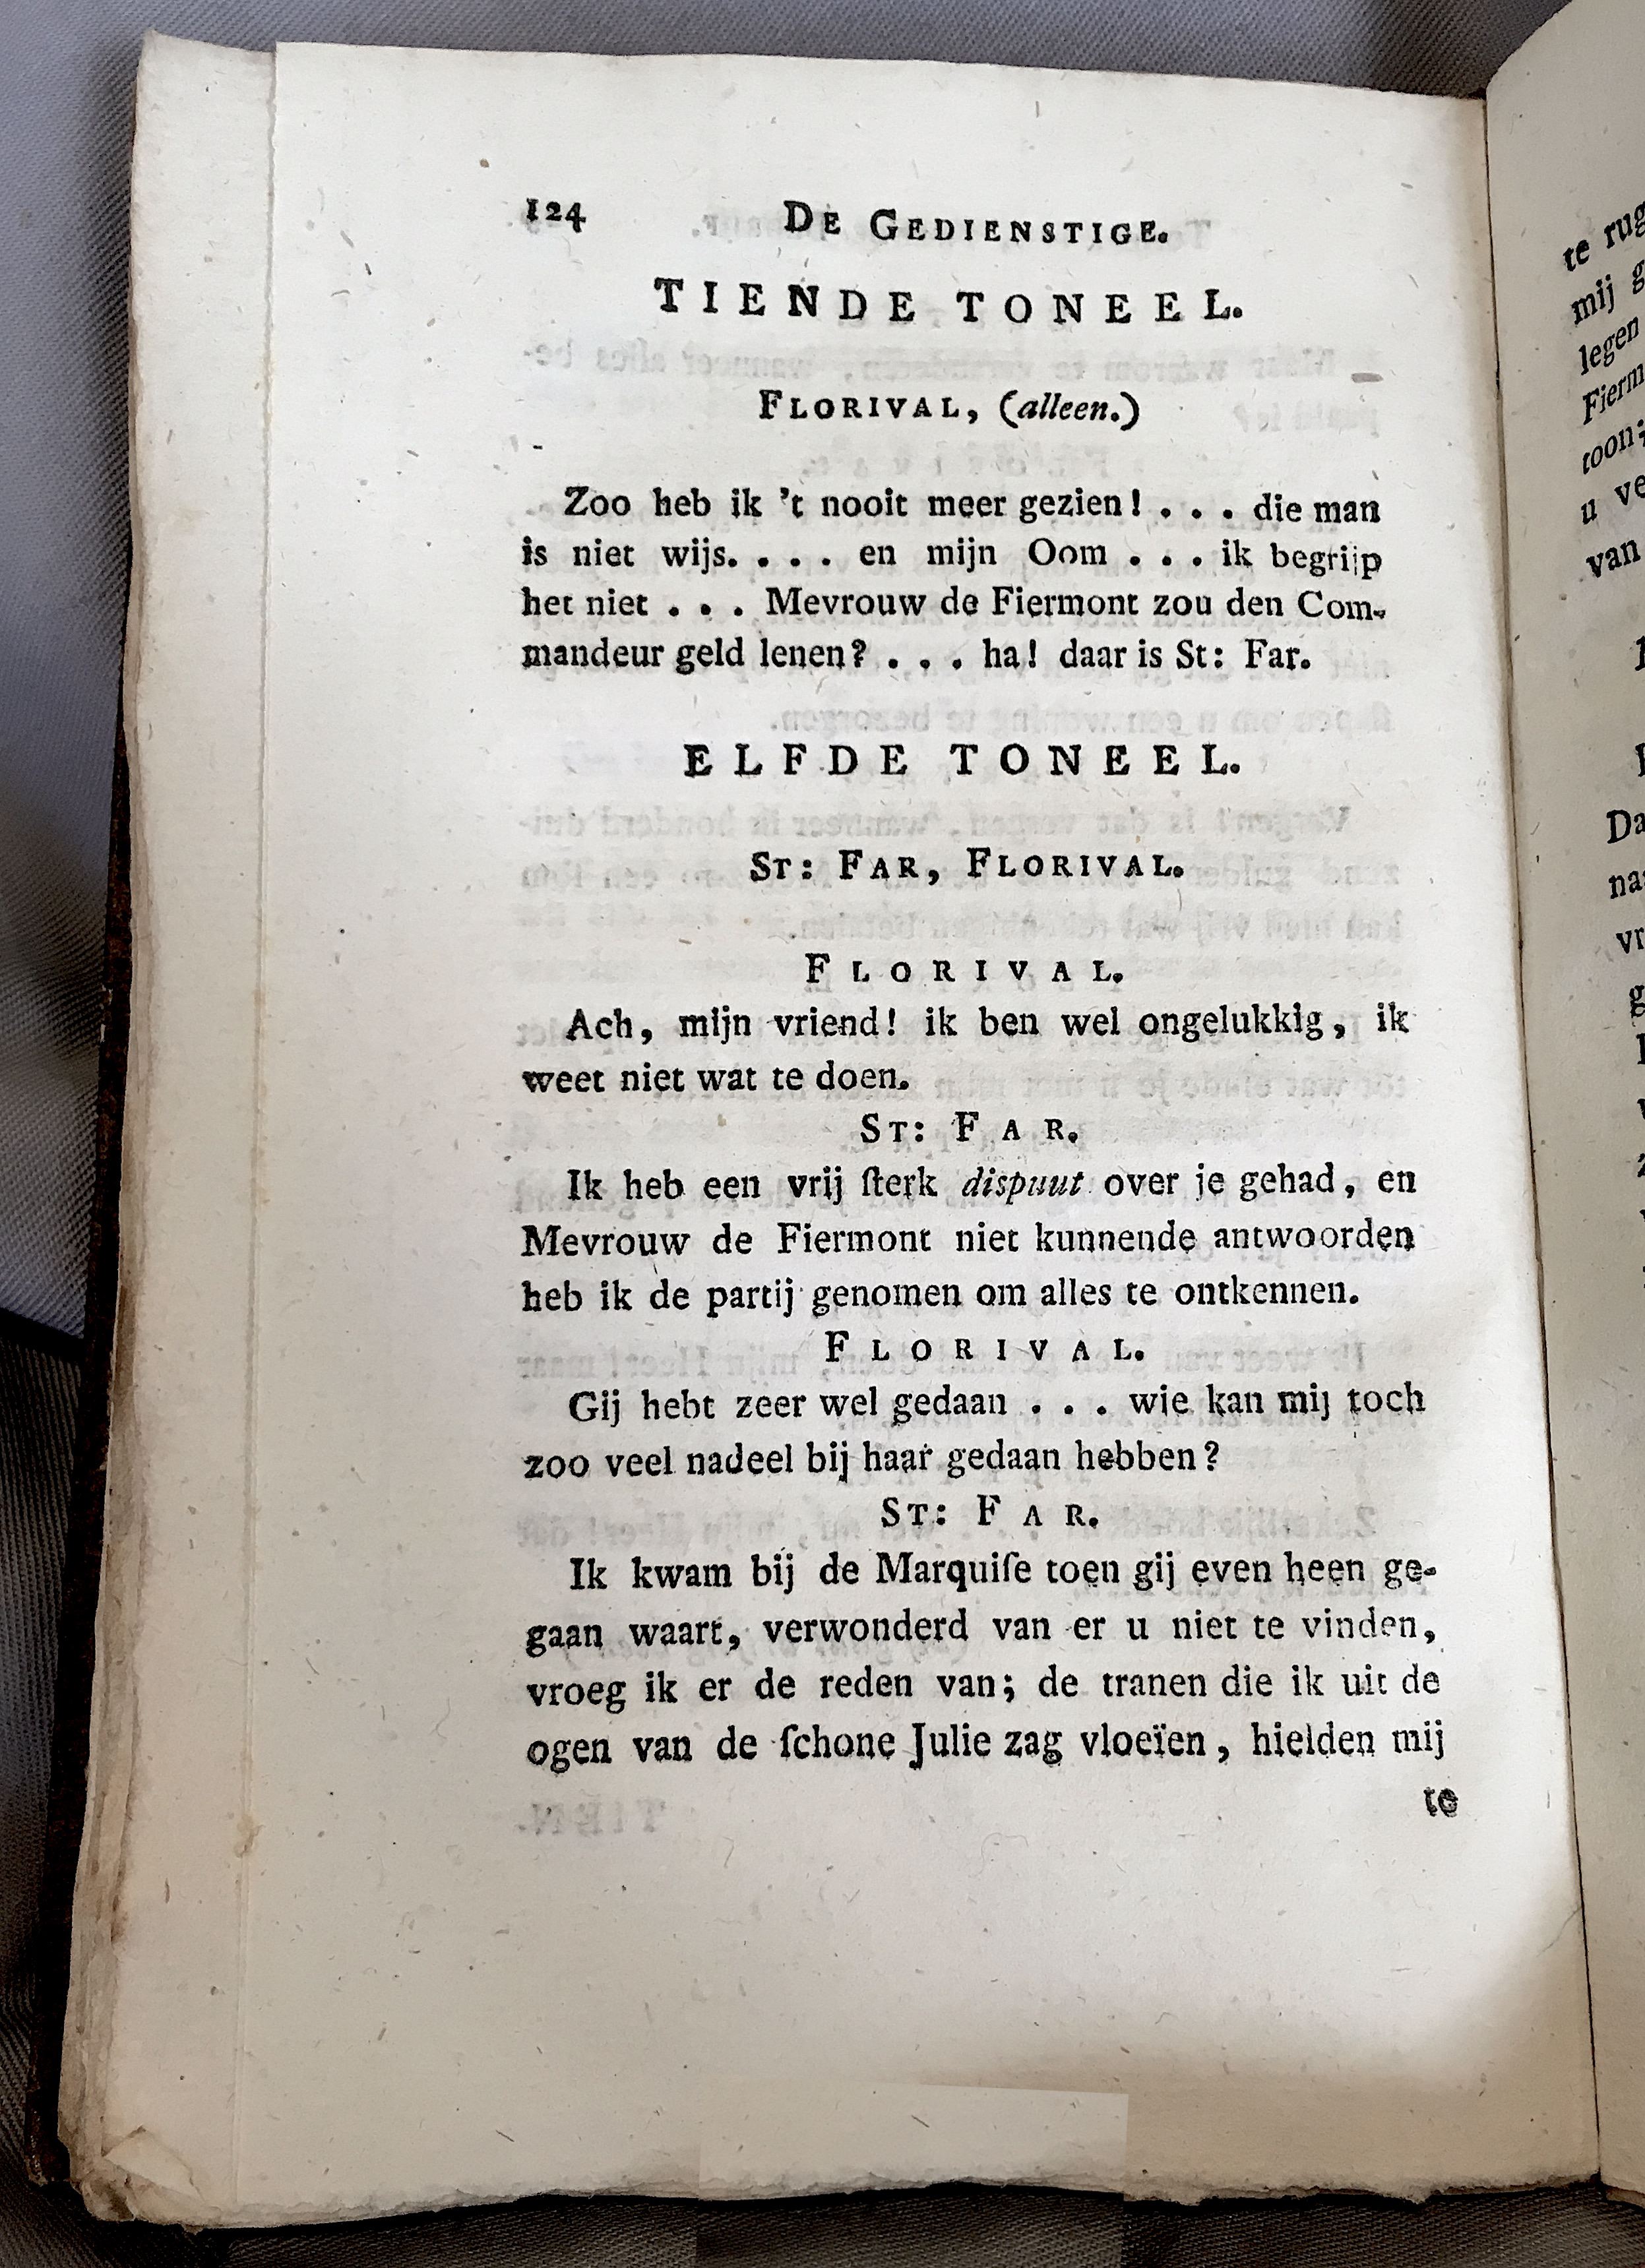 124 DE GEDIENSTIGE.
TIENDE TONEEL.
FLORIVAL, (alleen.)
Zoo heb ik 't nooit meer gezien! . . . die man
is niet wijs. . . . en mijn Oom . . . ik begrijp
het niet . . . Mevrouw de Fiermont zou den Com-
mandeur geld lenen? . . . ha! daar is St: Far.
ELFDE TONEEL.
ST: FAR, FLORIVAL.
FLORIVAL.
Ach, mijn vriend! ik ben wel ongelukkig, ik
weet niet wat te doen.
ST: FAR.
Ik heb een vrij ſterk dispuut over je gehad, en
Mevrouw de Fiermont niet kunnende antwoorden
heb ik de partij genomen om alles te ontkennen.
FLORIVAL.
Gij hebt zeer wel gedaan . . . wie kan mij toch
zoo veel nadeel bij haar gedaan hebben?
ST: FAR.
Ik kwam bij de Marquiſe toen gij even heen ge-
gaan waart, verwonderd van er u niet te vinden,
vroeg ik er de reden van; de tranen die ik uit de
ogen van de ſchone Julie zag vloeïen, hielden mij
te
te rug
mij g
legen
Fierm
toon;
u ve
van
Da
na
vr
g